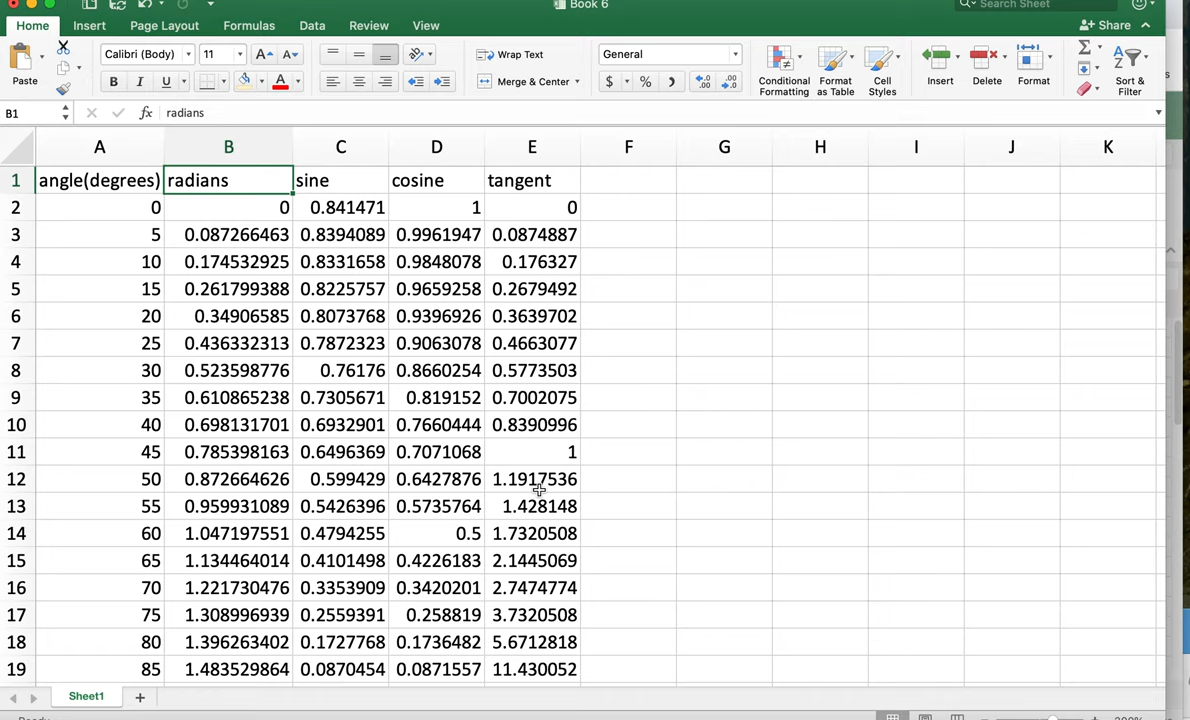 Book 6
Search Sheet
Home Insert Page Layout Formulas Data Review View
Share
Paste
Calibri (Body) 11
Wrap Text
General
Merge & Center
Conditional Formatting
Format as Table
Cell Styles
Insert
Delete
Format
Sort & Filter
B1 fx radians
A B C D E F G H I J K
1 angle(degrees) radians sine cosine tangent
2 0 0 0.841471 1 0
3 5 0.087266463 0.8394089 0.9961947 0.0874887
4 10 0.174532925 0.8331658 0.9848078 0.176327
5 15 0.261799388 0.8225757 0.9659258 0.2679492
6 20 0.34906585 0.8073768 0.9396926 0.3639702
7 25 0.436332313 0.7872323 0.9063078 0.4663077
8 30 0.523598776 0.76176 0.8660254 0.5773503
9 35 0.610865238 0.7305671 0.819152 0.7002075
10 40 0.698131701 0.6932901 0.7660444 0.8390996
11 45 0.785398163 0.6496369 0.7071068 1
12 50 0.872664626 0.599429 0.6427876 1.1917536
13 55 0.959931089 0.5426396 0.5735764 1.428148
14 60 1.047197551 0.4794255 0.5 1.7320508
15 65 1.134464014 0.4101498 0.4226183 2.1445069
16 70 1.221730476 0.3353909 0.3420201 2.7474774
17 75 1.308996939 0.2559391 0.258819 3.7320508
18 80 1.396263402 0.1727768 0.1736482 5.6712818
19 85 1.483529864 0.0870454 0.0871557 11.430052
Sheet1